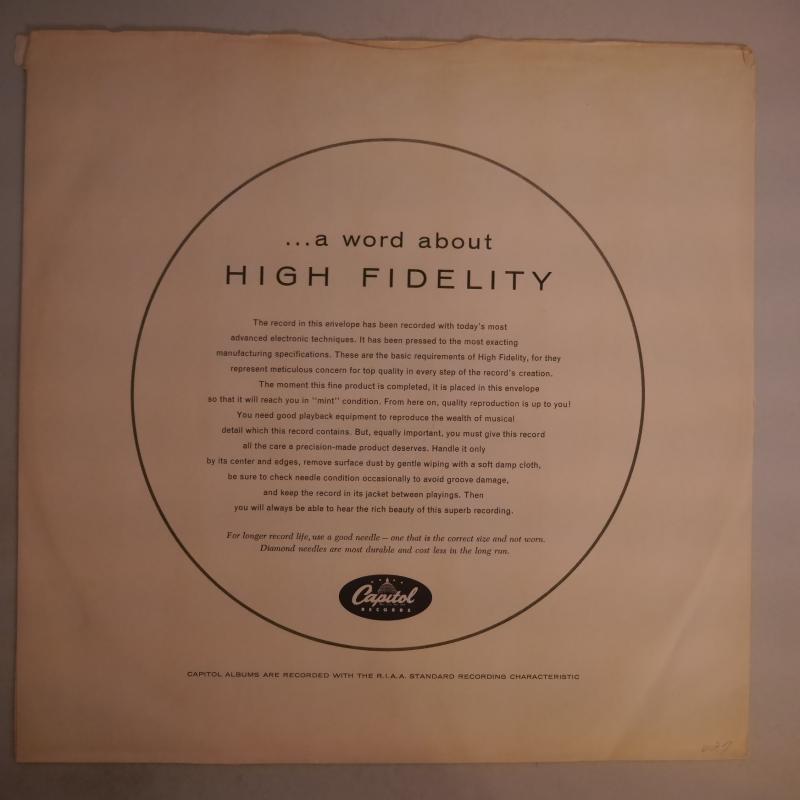 ...a word about
HIGH FIDELITY
The record in this envelope has been recorded with today's most
advanced electronic techniques. It has been pressed to the most exacting
manufacturing specifications. These are the basic requirements of High Fidelity, for they
represent meticulous concern for top quality in every step of the record's creation.
The moment this fine product is completed, it is placed in this envelope
so that it will reach you in "mint" condition. From here on, quality reproduction is up to you!
You need good playback equipment to reproduce the wealth of musical
detail which this record contains. But, equally important, you must give this record
all the care a precision-made product deserves. Handle it only
by its center and edges, remove surface dust by gentle wiping with a soft damp cloth,
be sure to check needle condition occasionally to avoid groove damage,
and keep the record in its jacket between playings. Then
you will always be able to hear the rich beauty of this superb recording.
For longer record life, use a good needle — one that is the correct size and not worn.
Diamond needles are most durable and cost less in the long run.
Capitol
RECORDS
CAPITOL ALBUMS ARE RECORDED WITH THE R.I.A.A. STANDARD RECORDING CHARACTERISTIC